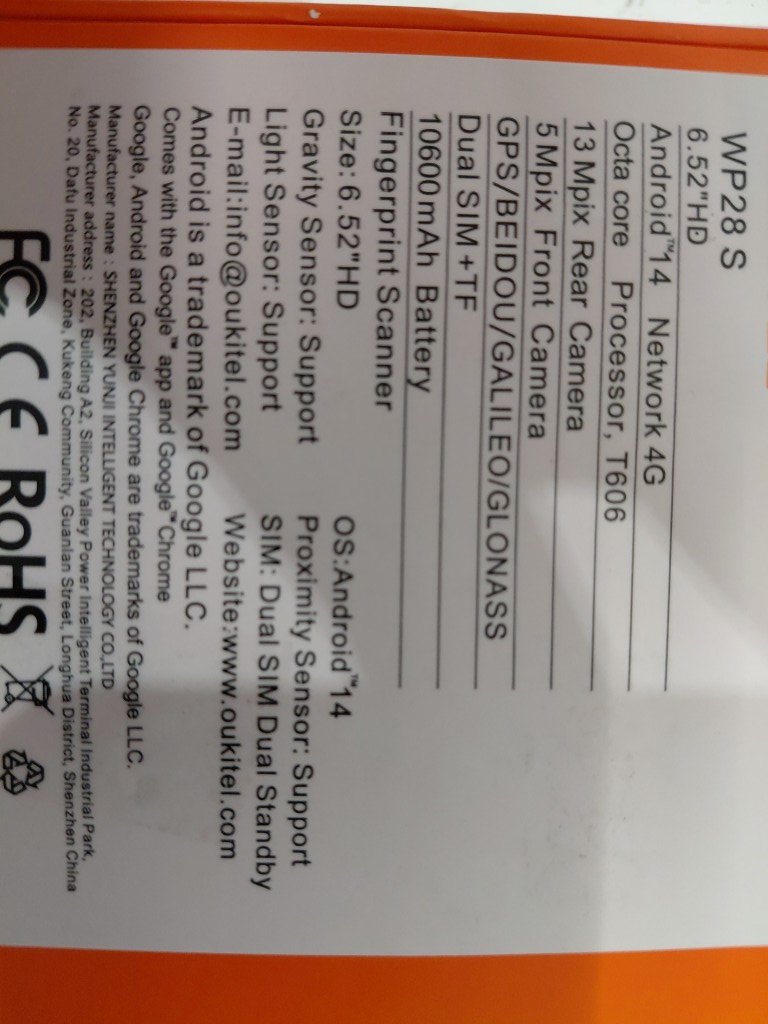 WP28 S
6.52"HD
Android™14 Network 4G
Octa core Processor, T606
13 Mpix Rear Camera
5 Mpix Front Camera
GPS/BEIDOU/GALILEO/GLONASS
Dual SIM+TF
10600mAh Battery
Fingerprint Scanner
Size: 6.52"HD OS:Android™14
Gravity Sensor: Support Proximity Sensor: Support
Light Sensor: Support SIM: Dual SIM Dual Standby
E-mail:info@oukitel.com Website:www.oukitel.com
Android is a trademark of Google LLC.
Comes with the Google™ app and Google™Chrome
Google, Android and Google Chrome are trademarks of Google LLC.
Manufacturer name : SHENZHEN YUNJI INTELLIGENT TECHNOLOGY CO.,LTD
Manufacturer address : 202, Building A2, Silicon Valley Power Intelligent Terminal Industrial Park,
No. 20, Dafu Industrial Zone, Kukeng Community, Guanlan Street, Longhua District, Shenzhen China
FC CE RoHS